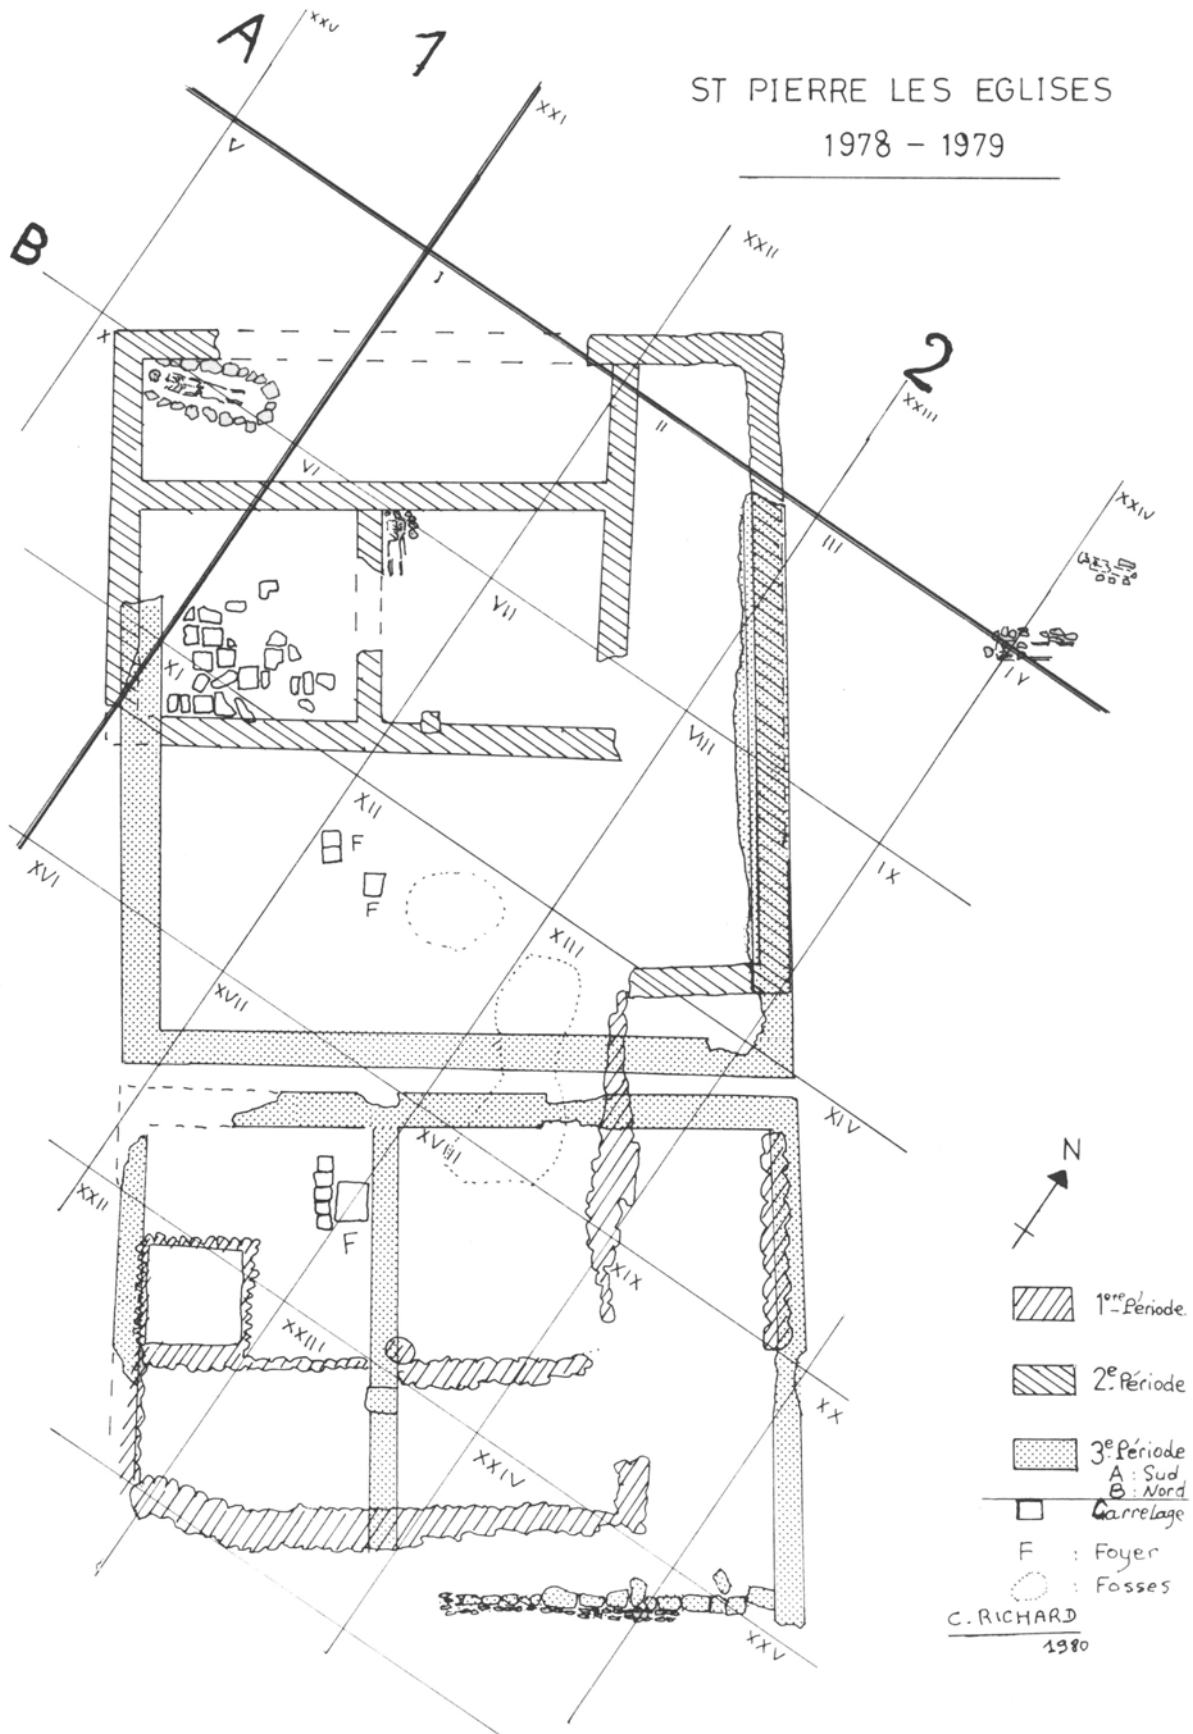 ST PIERRE LES EGLISES
1978 - 1979
A
1
XXV
XXI
V
B
I
XXII
X
2
XXIII
II
VI
XXIV
III
VII
XI
IV
VIII
XII
F
IX
XVI
F
XIII
XVII
XIV
XVIII
N
XXII
F
XIX
XXIII
XX
XXIV
XXV
1ère Période.
2e Période
3e Période
A : Sud
B : Nord
Carrelage
F : Foyer
: Fosses
C. RICHARD
1980